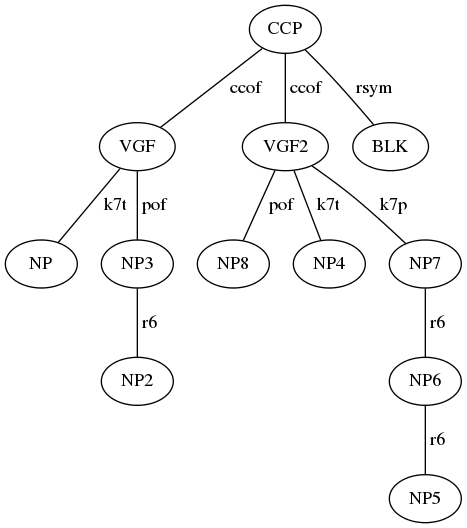 CCP
ccof ccof rsym
VGF VGF2 BLK
k7t pof pof k7t k7p
NP NP3 NP8 NP4 NP7
r6 r6
NP2 NP6
r6
NP5